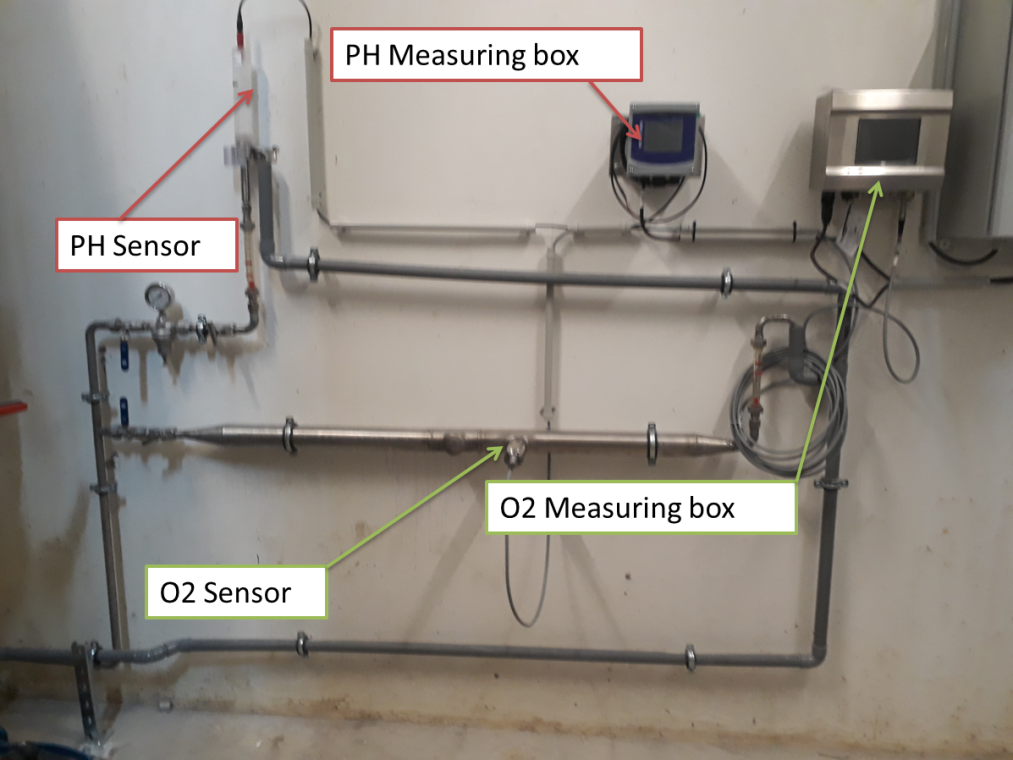 PH Measuring box
PH Sensor
O2 Measuring box
O2 Sensor